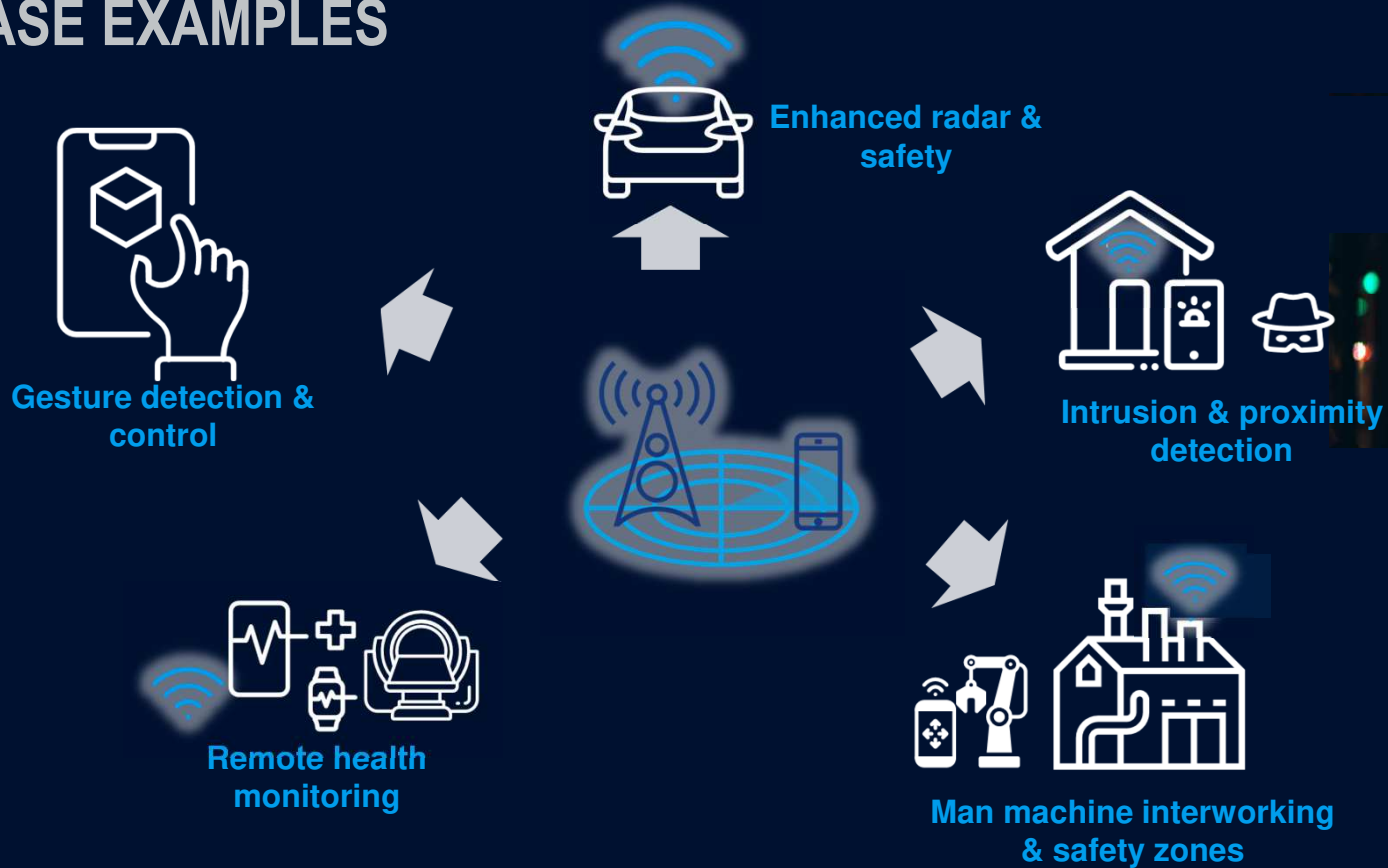 ASE EXAMPLES
Enhanced radar &
safety
Gesture detection &
control
Intrusion & proximity
detection
Remote health
monitoring
Man machine interworking
& safety zones